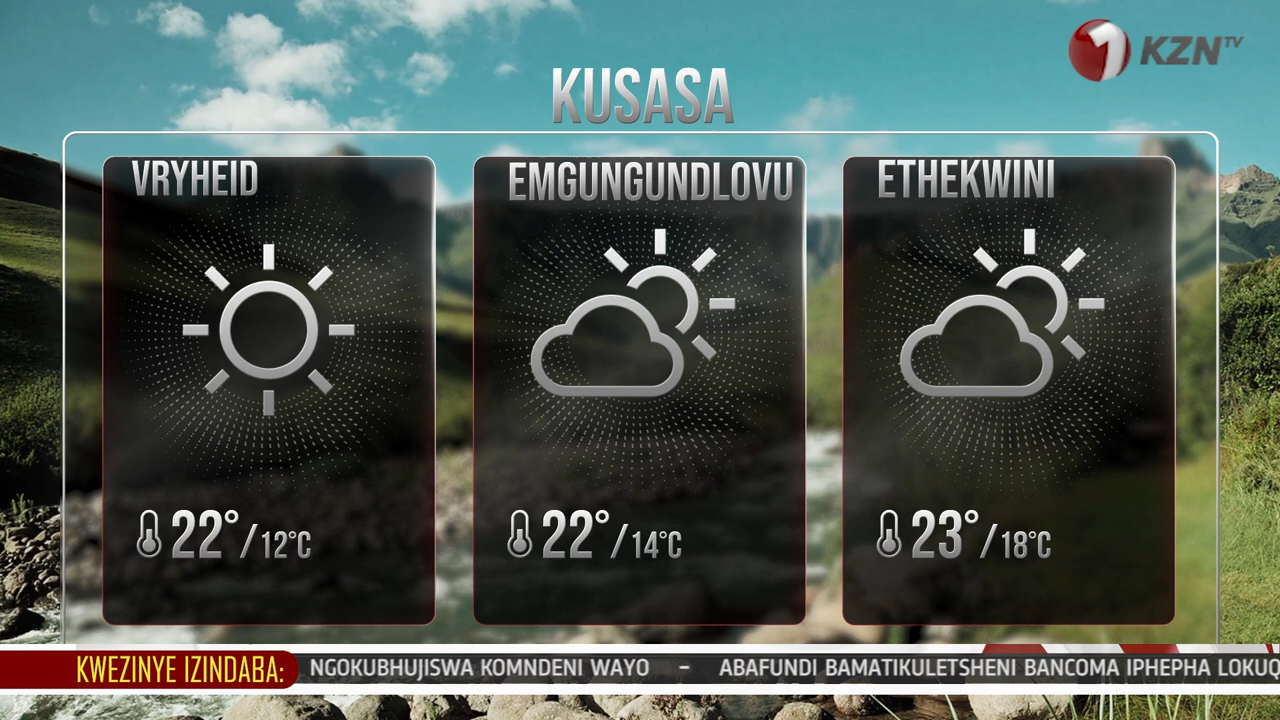 1 KZN TV
KUSASA
VRYHEID
EMGUNGUNDLOVU
ETHEKWINI
22°/12°C
22°/14°C
23°/18°C
KWEZINYE IZINDABA:
NGOKUBHUJISWA KOMNDENI WAYO – ABAFUNDI BAMATIKULETSHENI BANCOMA IPHEPHA LOKUQ